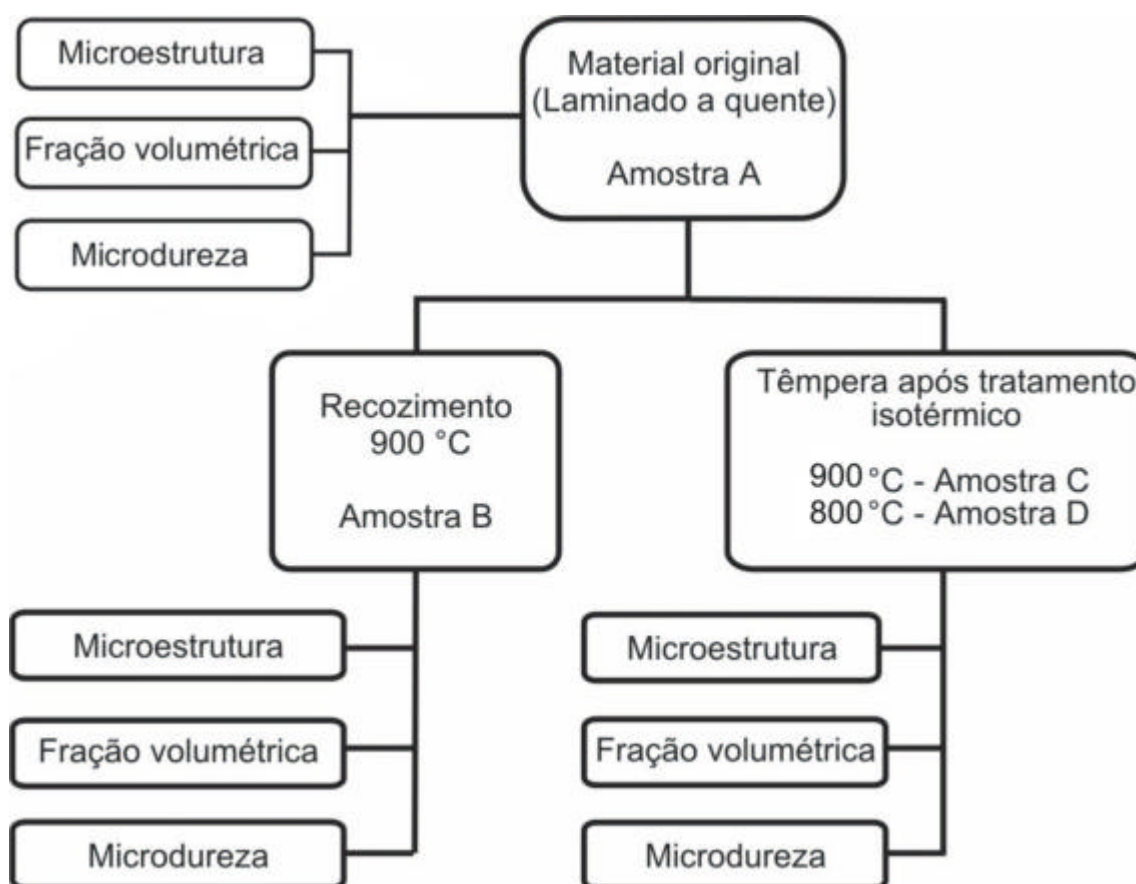 Microestrutura
Fração volumétrica
Microdureza
Material original
(Laminado a quente)
Amostra A
Recozimento
900 °C
Amostra B
Têmpera após tratamento
isotérmico
900 °C - Amostra C
800 °C - Amostra D
Microestrutura
Fração volumétrica
Microdureza
Microestrutura
Fração volumétrica
Microdureza